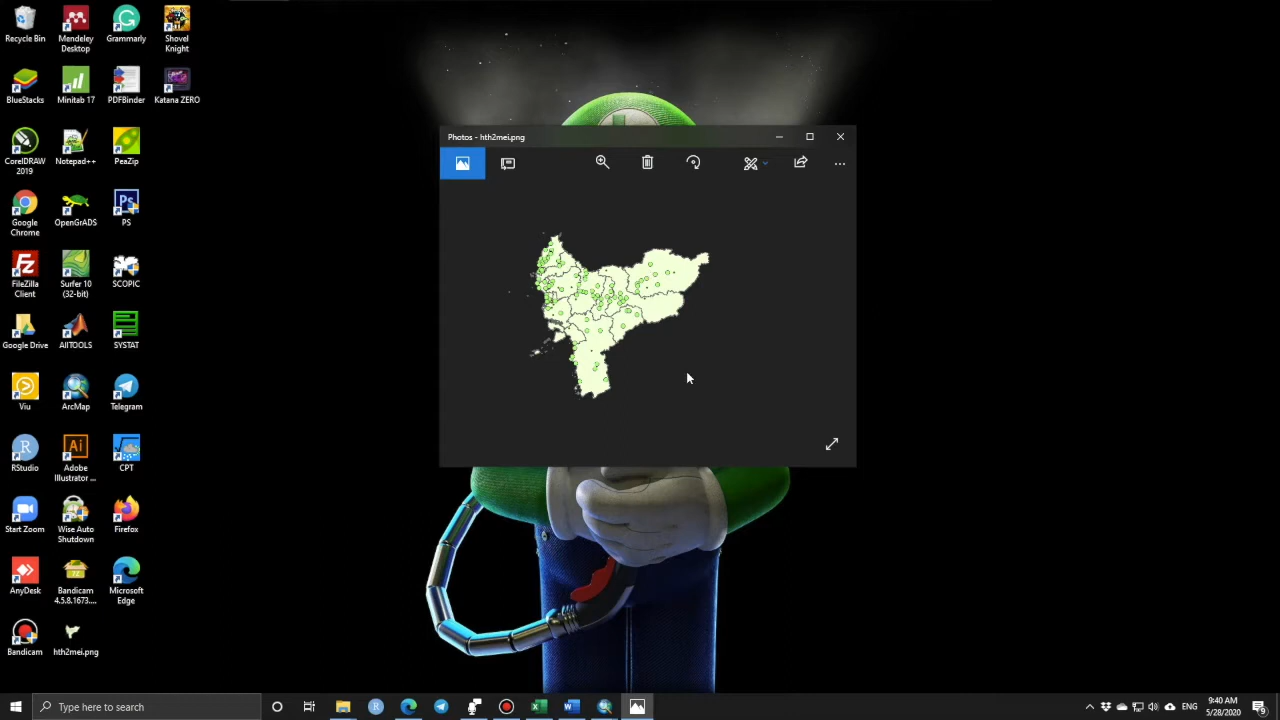 Recycle Bin
Mendeley
Desktop
Grammarly
Shovel
Knight
BlueStacks
Minitab 17
PDFBinder
Katana ZERO
CorelDRAW
2019
Notepad++
PeaZip
Google
Chrome
OpenGrADS
PS
FileZilla
Client
Surfer 10
(32-bit)
SCOPIC
Google Drive
AIITOOLS
SYSTAT
Viu
ArcMap
Telegram
RStudio
Adobe
Illustrator ...
CPT
Start Zoom
Wise Auto
Shutdown
Firefox
AnyDesk
Bandicam
4.5.8.1673....
Microsoft
Edge
Bandicam
hth2mei.png
Photos - hth2mei.png
Type here to search
ENG
9:40 AM
5/28/2020